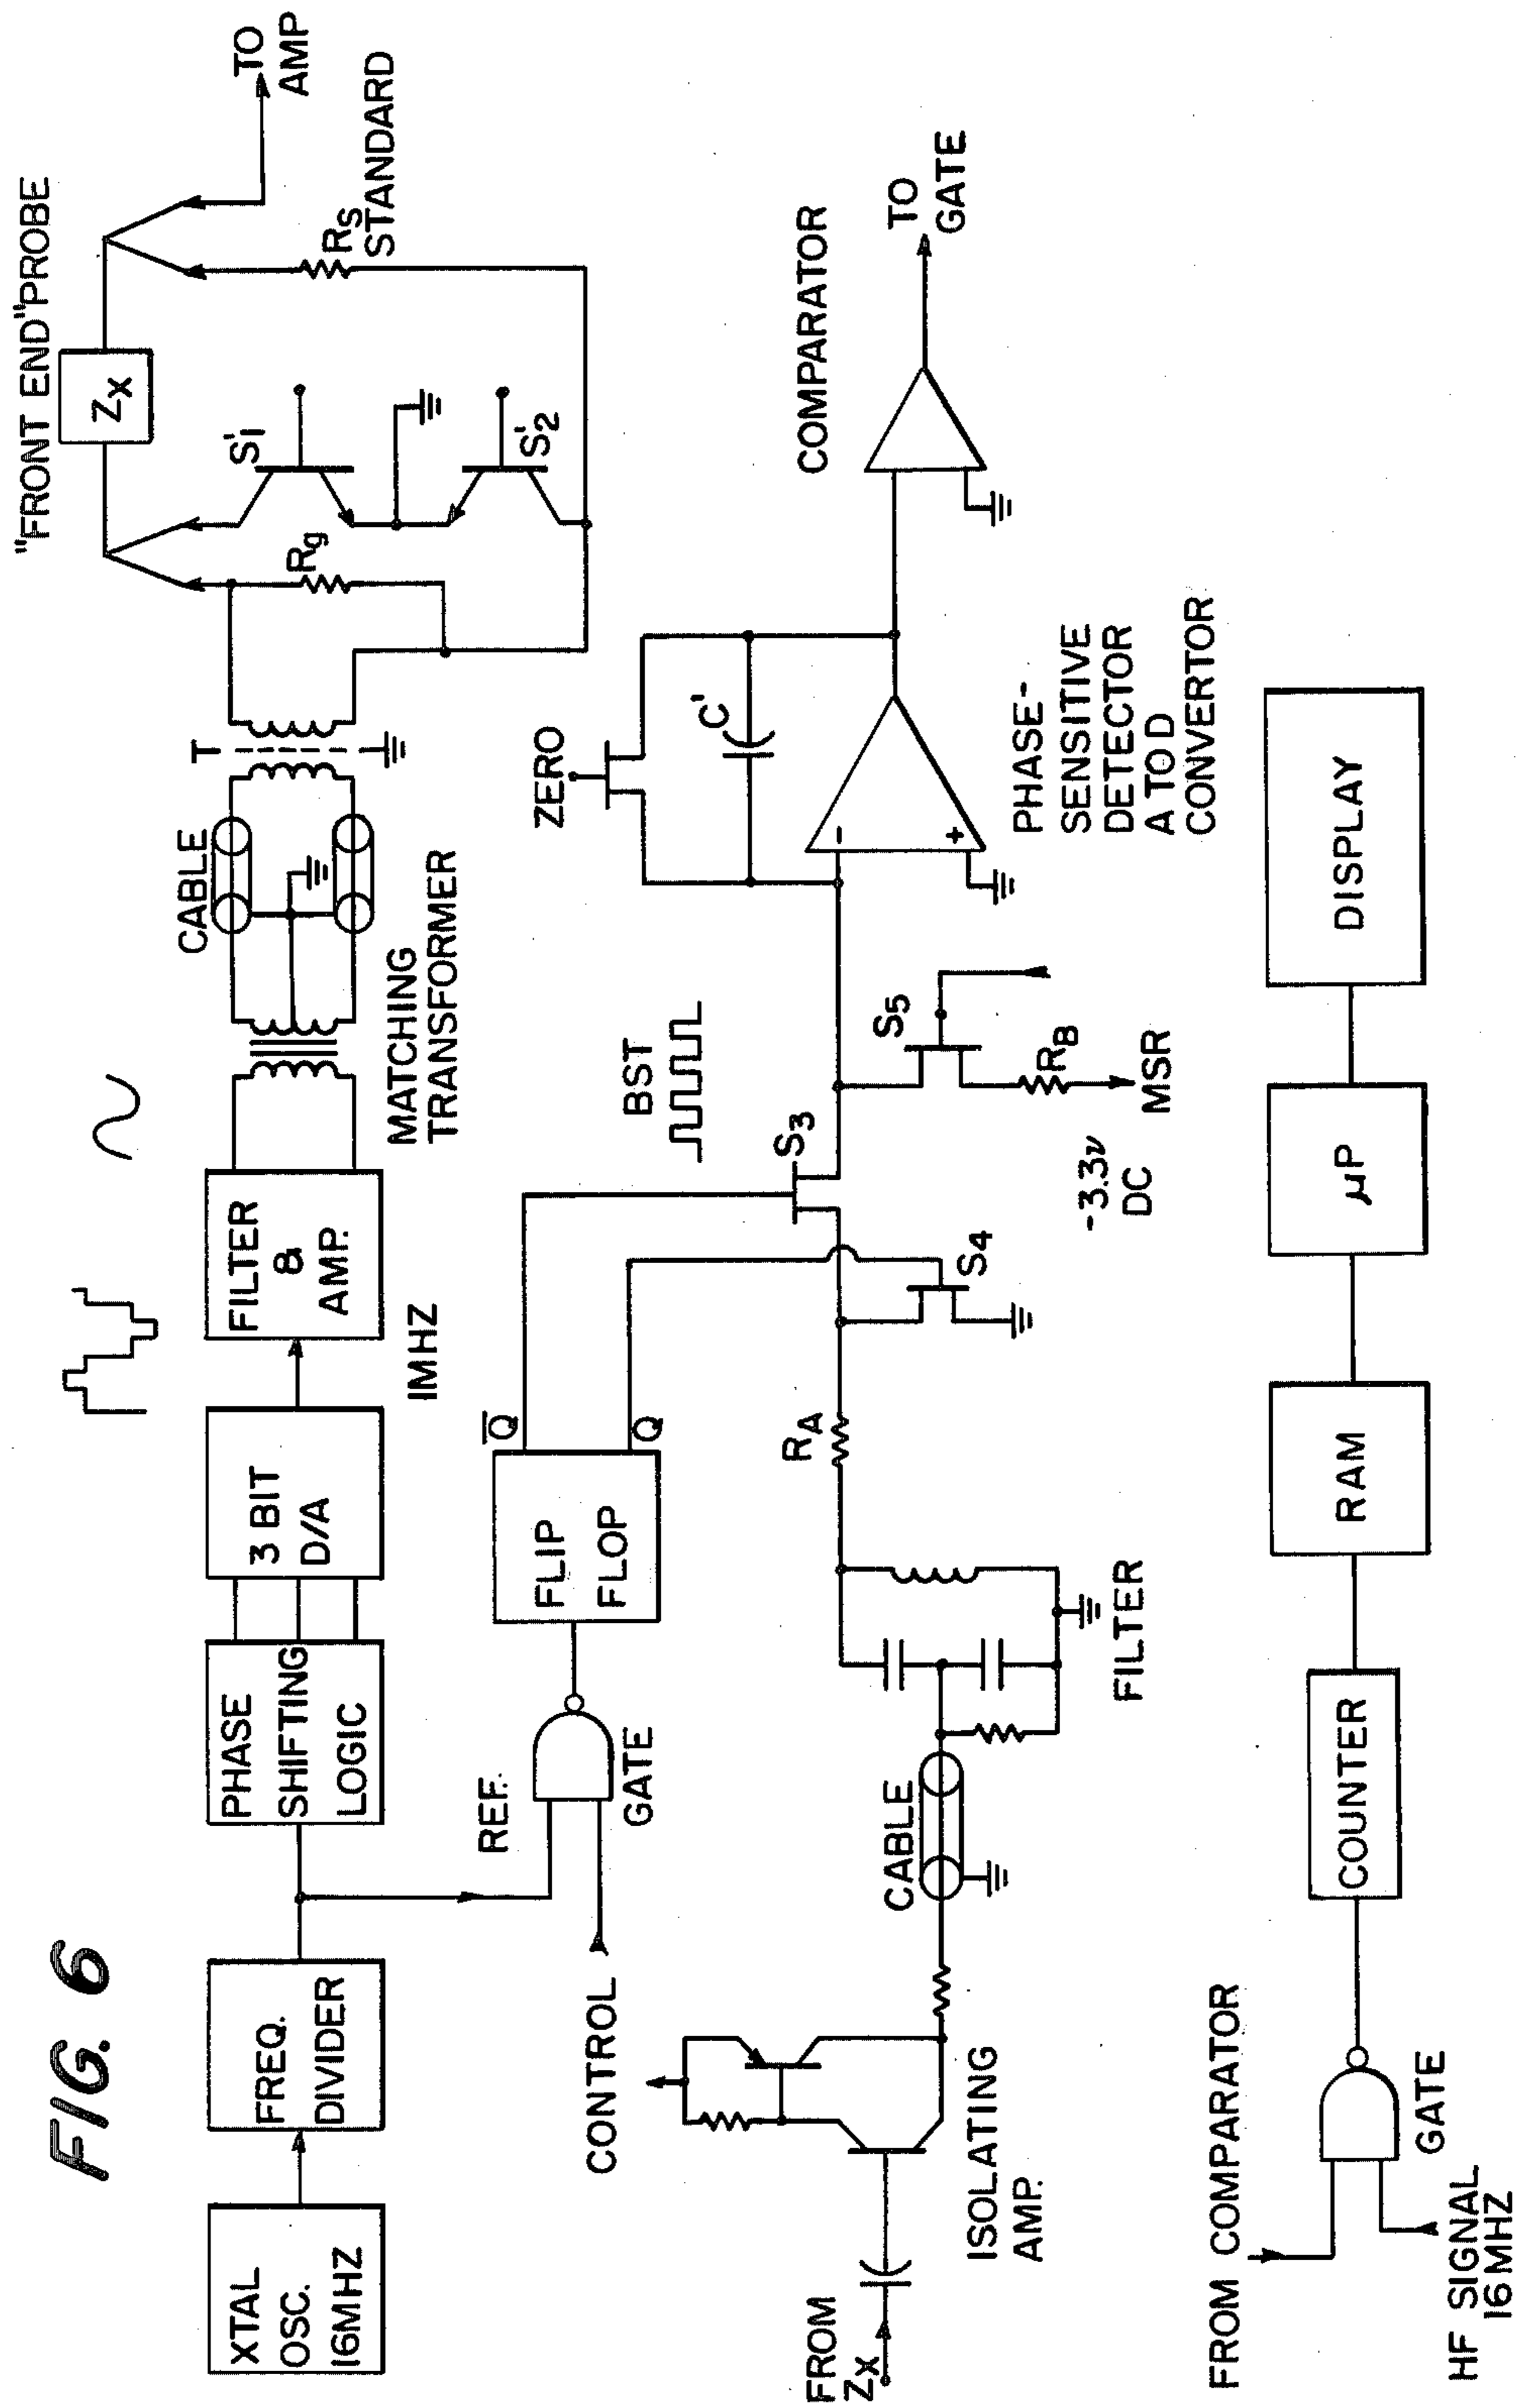 FIG. 6
XTAL
OSC.
16MHZ
FREQ.
DIVIDER
PHASE
SHIFTING
LOGIC
3 BIT
D/A
1MHZ
FILTER
&
AMP.
MATCHING
TRANSFORMER
CABLE
T
"FRONT END" PROBE
ZX
Rg
S'1
S'2
RS
STANDARD
TO
AMP
REF.
CONTROL
GATE
FLIP
FLOP
Q̅
Q
BST
ZERO
C'
COMPARATOR
TO
GATE
FROM
ZX
ISOLATING
AMP.
CABLE
FILTER
RA
S3
S4
S5
RB
-3.3v
DC
MSR
-
+
PHASE-
SENSITIVE
DETECTOR
A TO D
CONVERTOR
FROM COMPARATOR
HF SIGNAL
16 MHZ
GATE
COUNTER
RAM
μP
DISPLAY